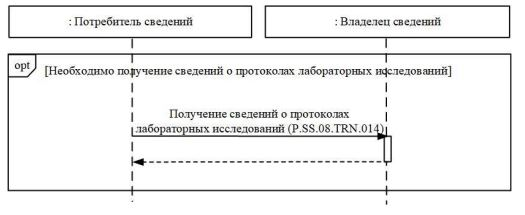 : Потребитель сведений
: Владелец сведений
opt
[Необходимо получение сведений о протоколах лабораторных исследований]
Получение сведений о протоколах
лабораторных исследований (P.SS.08.TRN.014)